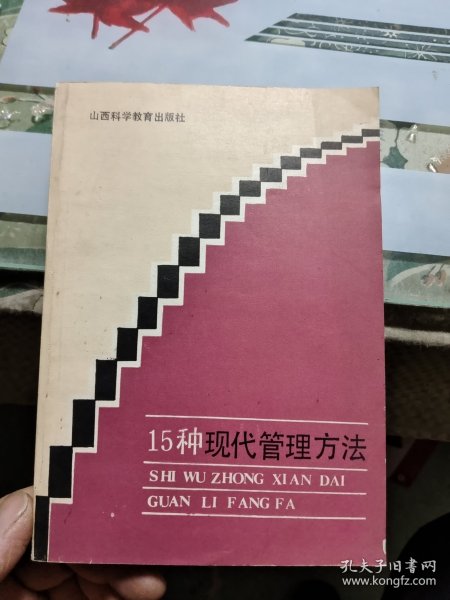 山西科学教育出版社
15种现代管理方法
SHI WU ZHONG XIAN DAI
GUAN LI FANG FA
孔夫子旧书网
www.kongfz.com